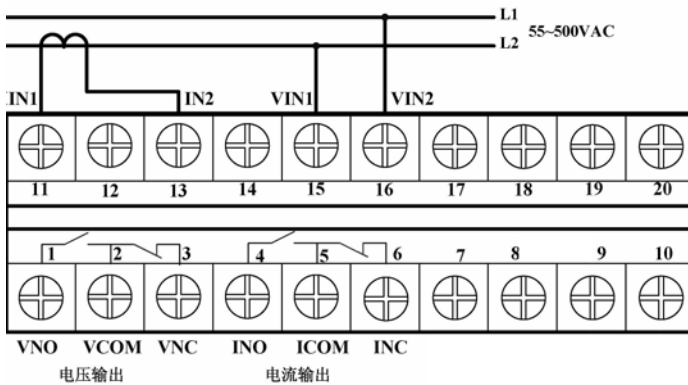 L1
55~500VAC
L2
IN1 IN2 VIN1 VIN2
11 12 13 14 15 16 17 18 19 20
1 2 3 4 5 6 7 8 9 10
VNO VCOM VNC INO ICOM INC
电压输出 电流输出